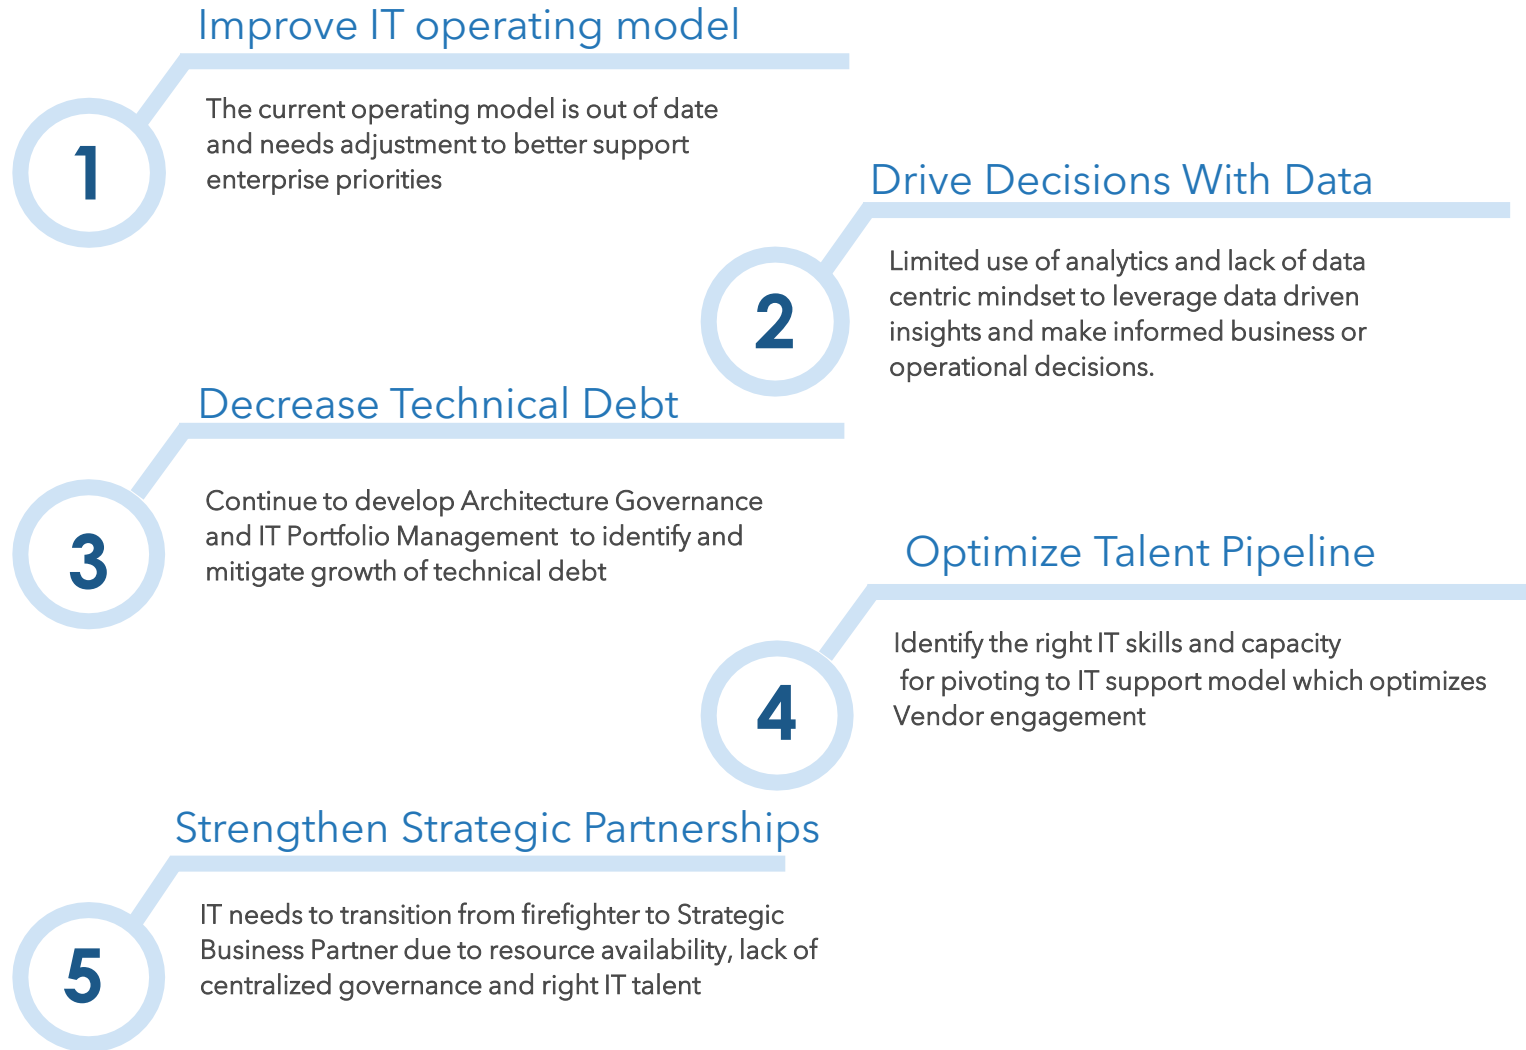 Improve IT operating model
1
The current operating model is out of date
and needs adjustment to better support
enterprise priorities
Drive Decisions With Data
2
Limited use of analytics and lack of data
centric mindset to leverage data driven
insights and make informed business or
operational decisions.
Decrease Technical Debt
3
Continue to develop Architecture Governance
and IT Portfolio Management  to identify and
mitigate growth of technical debt
Optimize Talent Pipeline
4
Identify the right IT skills and capacity
for pivoting to IT support model which optimizes
Vendor engagement
Strengthen Strategic Partnerships
5
IT needs to transition from firefighter to Strategic
Business Partner due to resource availability, lack of
centralized governance and right IT talent